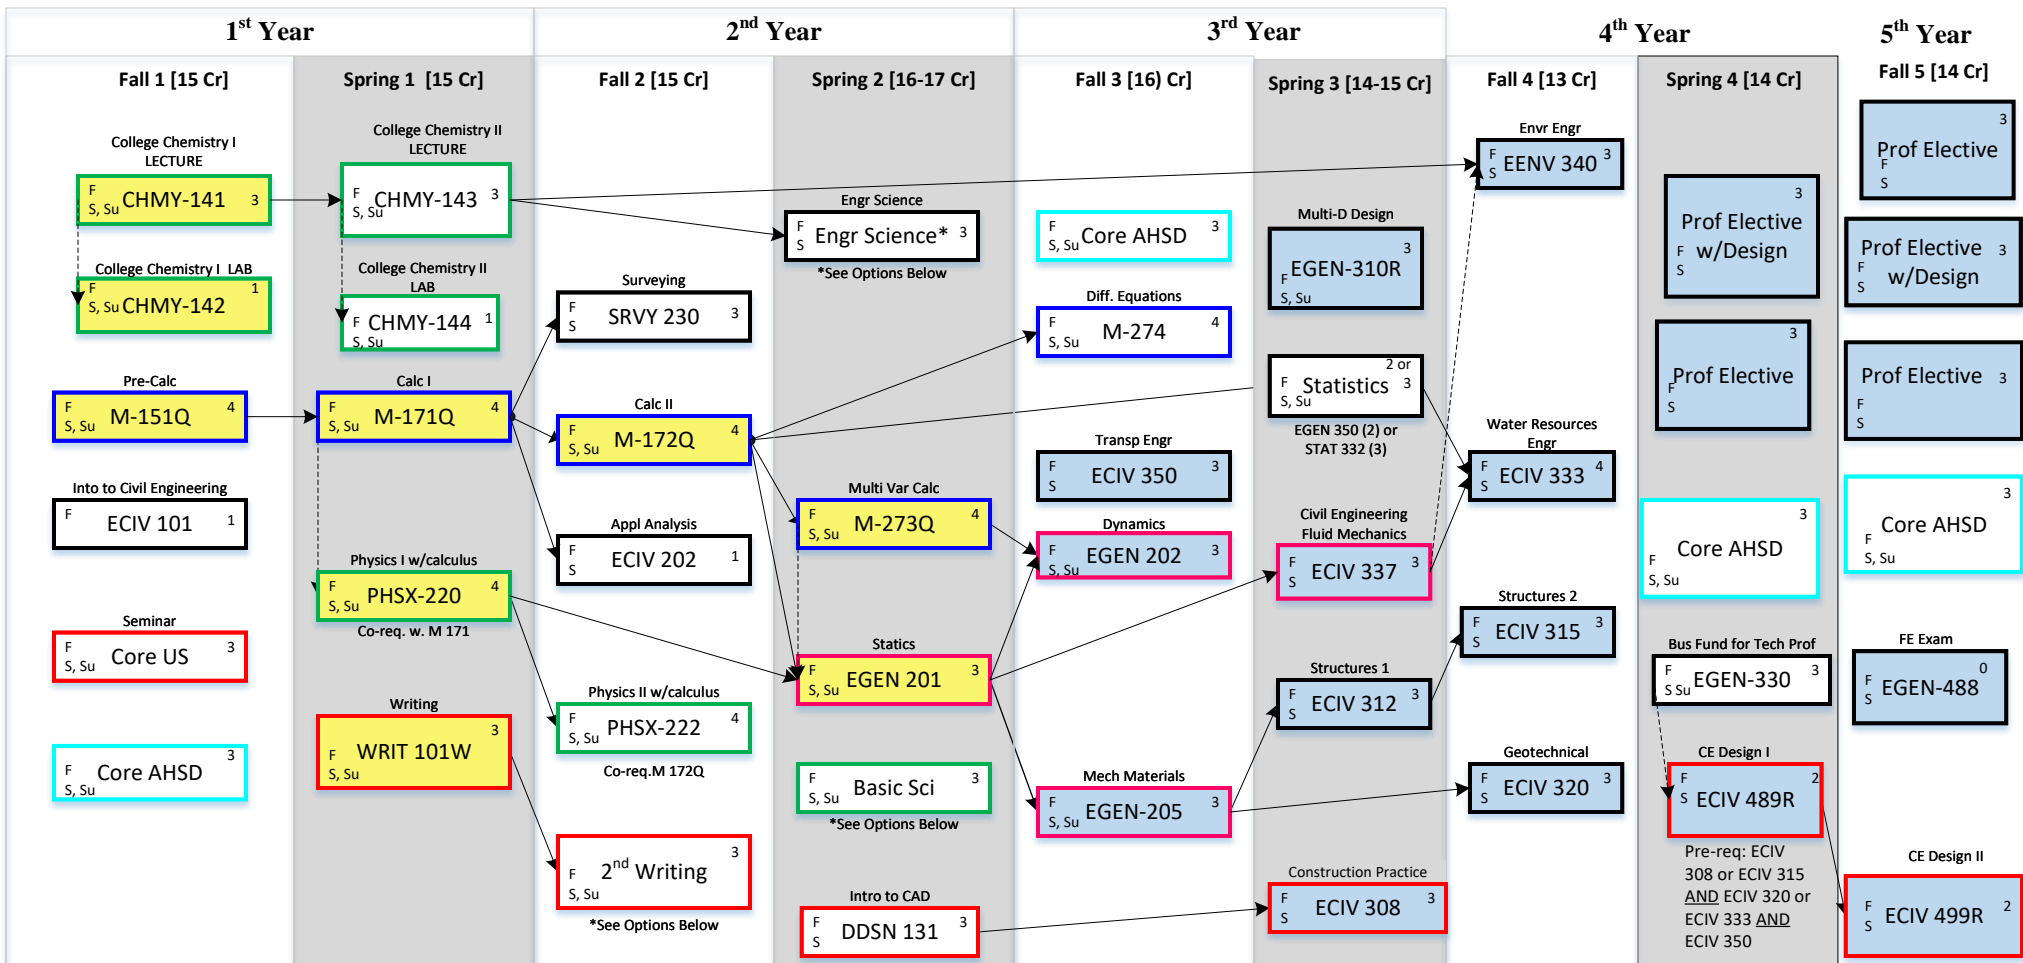 1st Year
2nd Year
3rd Year
4th Year
5th Year
Fall 1 [15 Cr]
Spring 1 [15 Cr]
Fall 2 [15 Cr]
Spring 2 [16-17 Cr]
Fall 3 [16) Cr]
Spring 3 [14-15 Cr]
Fall 4 [13 Cr]
Spring 4 [14 Cr]
Fall 5 [14 Cr]
College Chemistry I
LECTURE
F
S, Su
CHMY-141
3
College Chemistry I LAB
F
S, Su
CHMY-142
1
Pre-Calc
F
S, Su
M-151Q
4
Into to Civil Engineering
F
ECIV 101
1
Seminar
F
S, Su
Core US
3
F
S, Su
Core AHSD
3
College Chemistry II
LECTURE
F
S, Su
CHMY-143
3
College Chemistry II
LAB
F
S, Su
CHMY-144
1
Calc I
F
S, Su
M-171Q
4
Physics I w/calculus
F
S, Su
PHSX-220
4
Co-req. w. M 171
Writing
F
S, Su
WRIT 101W
3
Surveying
F
S
SRVY 230
3
Calc II
F
S, Su
M-172Q
4
Appl Analysis
F
S
ECIV 202
1
Physics II w/calculus
F
S, Su
PHSX-222
4
Co-req.M 172Q
F
S, Su
2nd Writing
3
*See Options Below
Engr Science
F
S
Engr Science*
3
*See Options Below
Multi Var Calc
F
S, Su
M-273Q
4
Statics
F
S, Su
EGEN 201
3
F
S, Su
Basic Sci
3
*See Options Below
Intro to CAD
F
S
DDSN 131
3
F
S, Su
Core AHSD
3
Diff. Equations
F
S, Su
M-274
4
Transp Engr
F
S
ECIV 350
3
Dynamics
F
S, Su
EGEN 202
3
Mech Materials
F
S, Su
EGEN-205
3
Multi-D Design
F
S, Su
EGEN-310R
3
F
S, Su
Statistics
2 or
3
EGEN 350 (2) or
STAT 332 (3)
Civil Engineering
Fluid Mechanics
F
S
ECIV 337
3
Structures 1
F
S
ECIV 312
3
Construction Practice
F
S
ECIV 308
3
Envr Engr
F
S
EENV 340
3
Water Resources
Engr
F
S
ECIV 333
4
Structures 2
F
S
ECIV 315
3
Geotechnical
F
S
ECIV 320
3
3
Prof Elective
w/Design
F
S
3
Prof Elective
F
S
3
Core AHSD
F
S, Su
Bus Fund for Tech Prof
F
S Su
EGEN-330
3
CE Design I
F
S
ECIV 489R
2
Pre-req: ECIV
308 or ECIV 315
AND ECIV 320 or
ECIV 333 AND
ECIV 350
3
Prof Elective
F
S
Prof Elective
w/Design
3
F
S
Prof Elective
3
F
S
3
Core AHSD
F
S, Su
FE Exam
F
S
EGEN-488
0
CE Design II
F
S
ECIV 499R
2